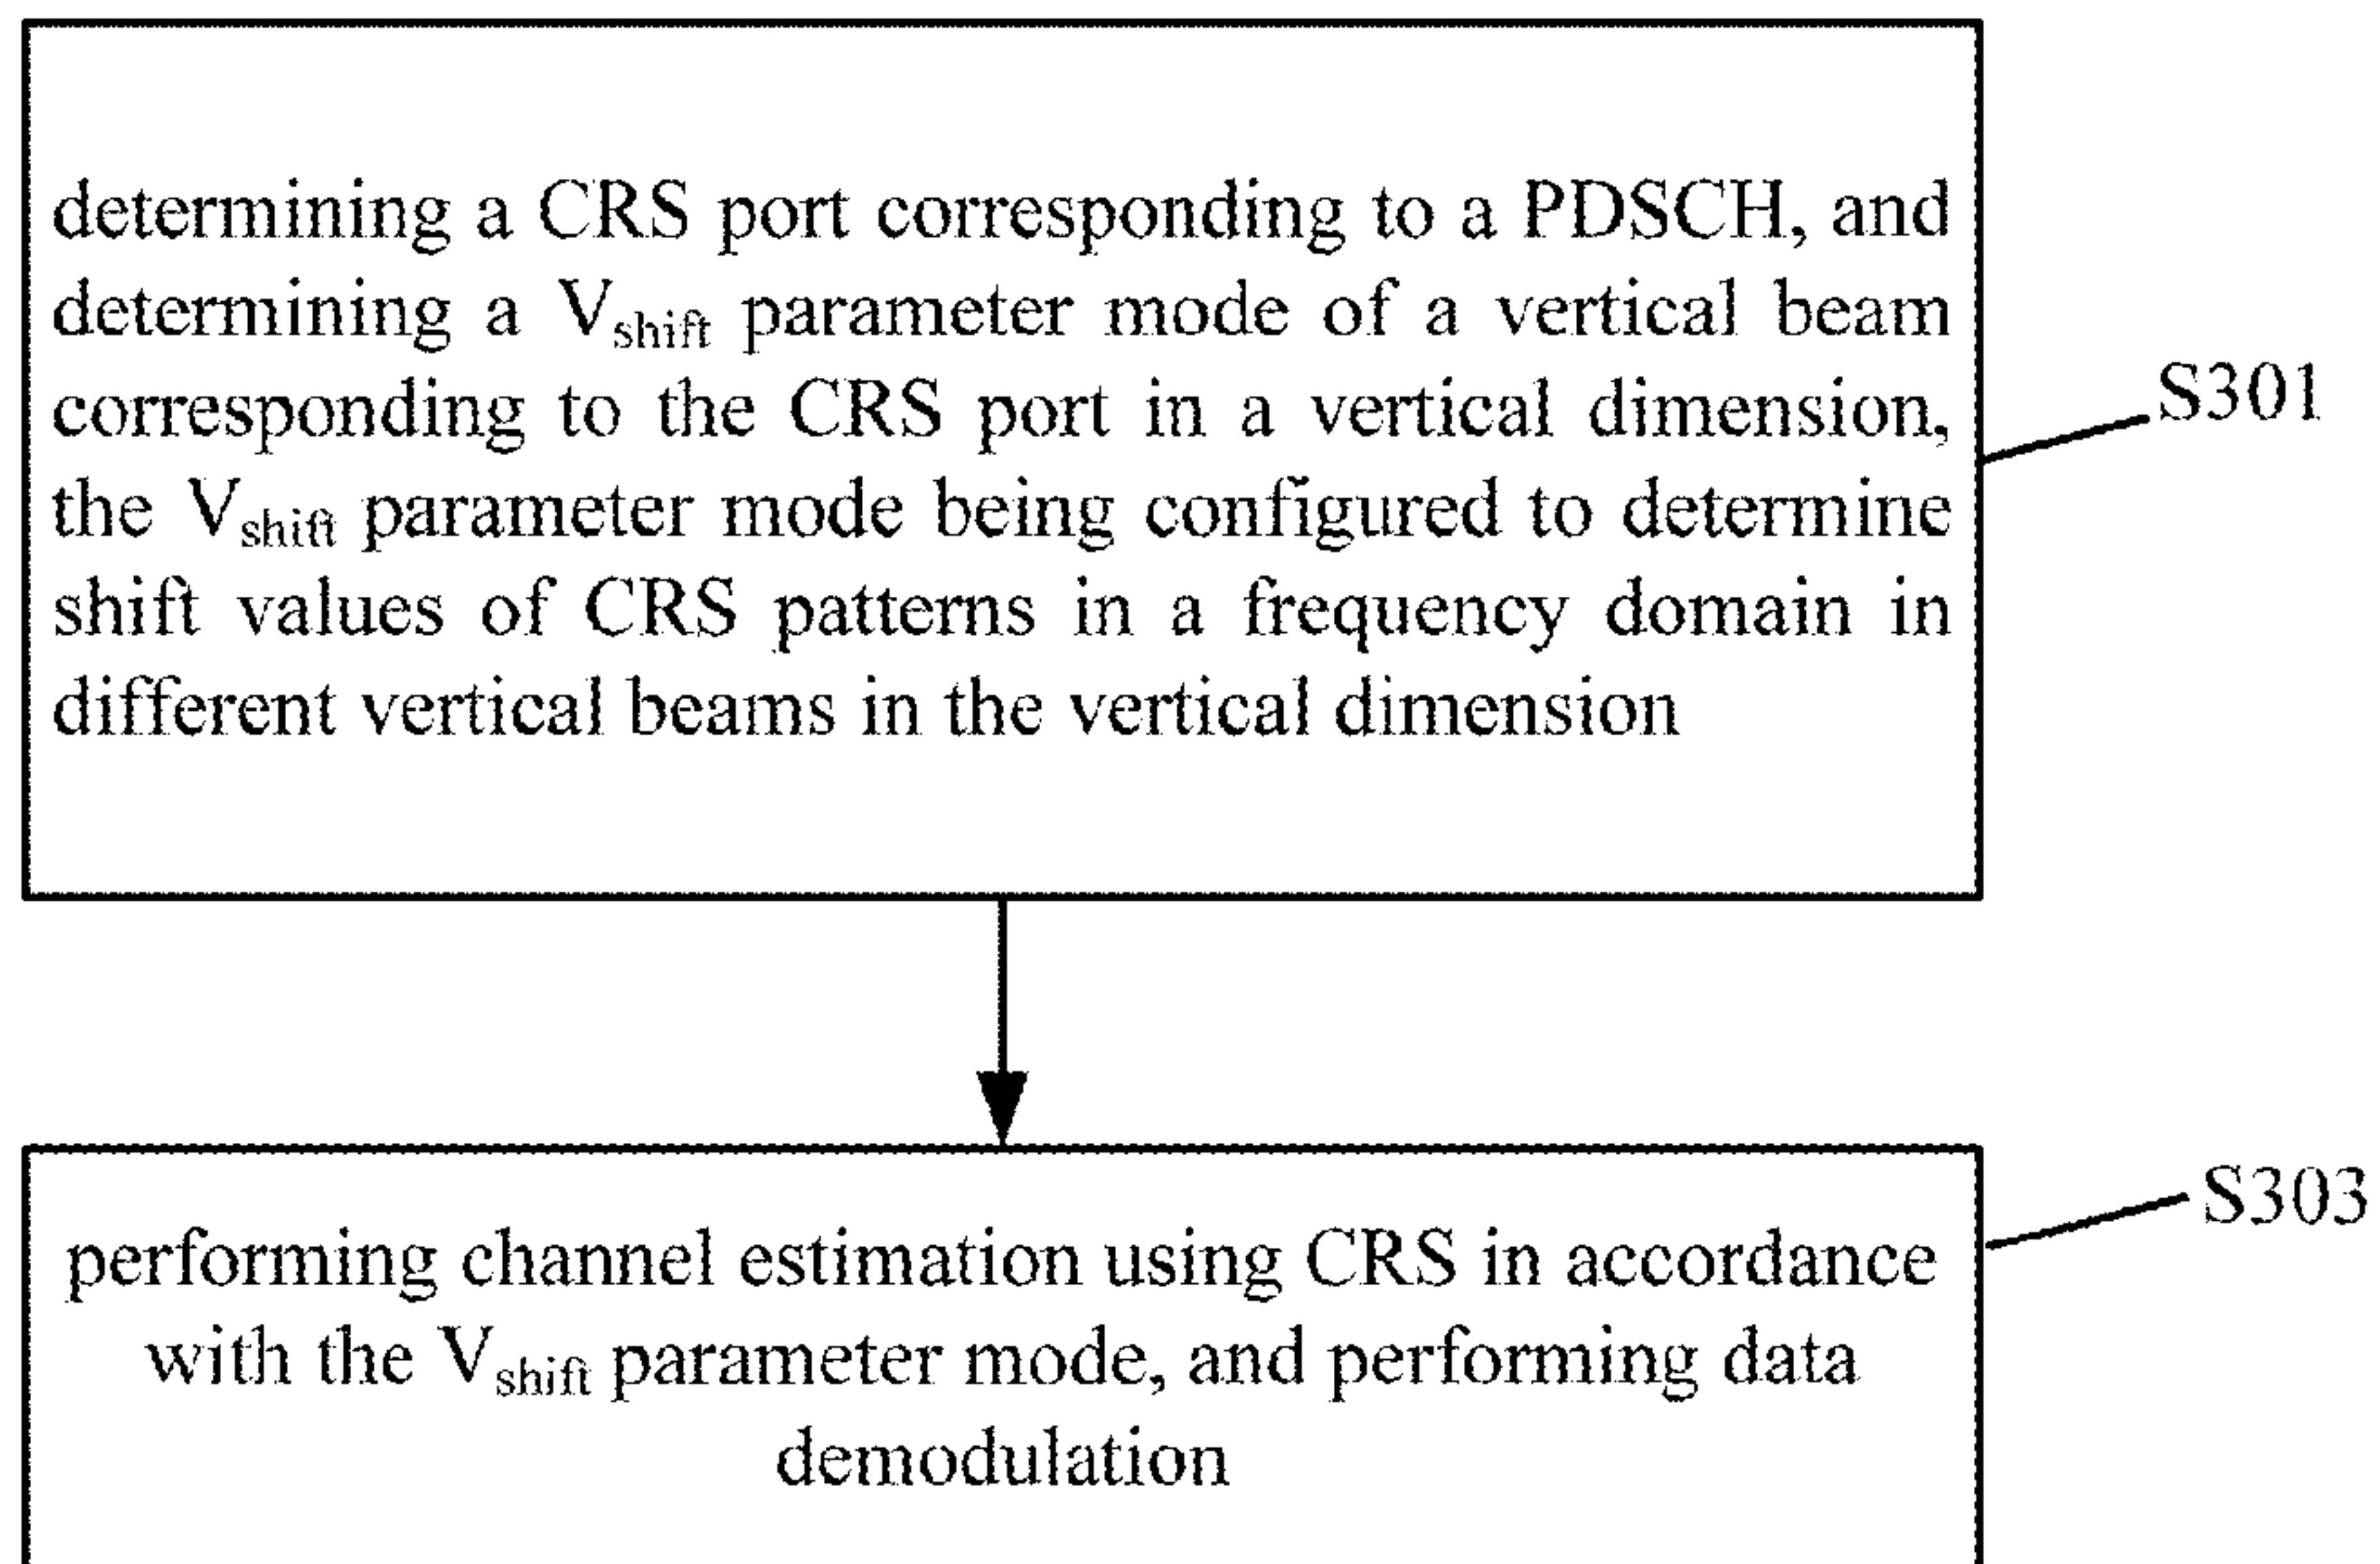 determining a CRS port corresponding to a PDSCH, and
determining a Vshift parameter mode of a vertical beam
corresponding to the CRS port in a vertical dimension,
the Vshift parameter mode being configured to determine
shift values of CRS patterns in a frequency domain in
different vertical beams in the vertical dimension
S301
performing channel estimation using CRS in accordance
with the Vshift parameter mode, and performing data
demodulation
S303